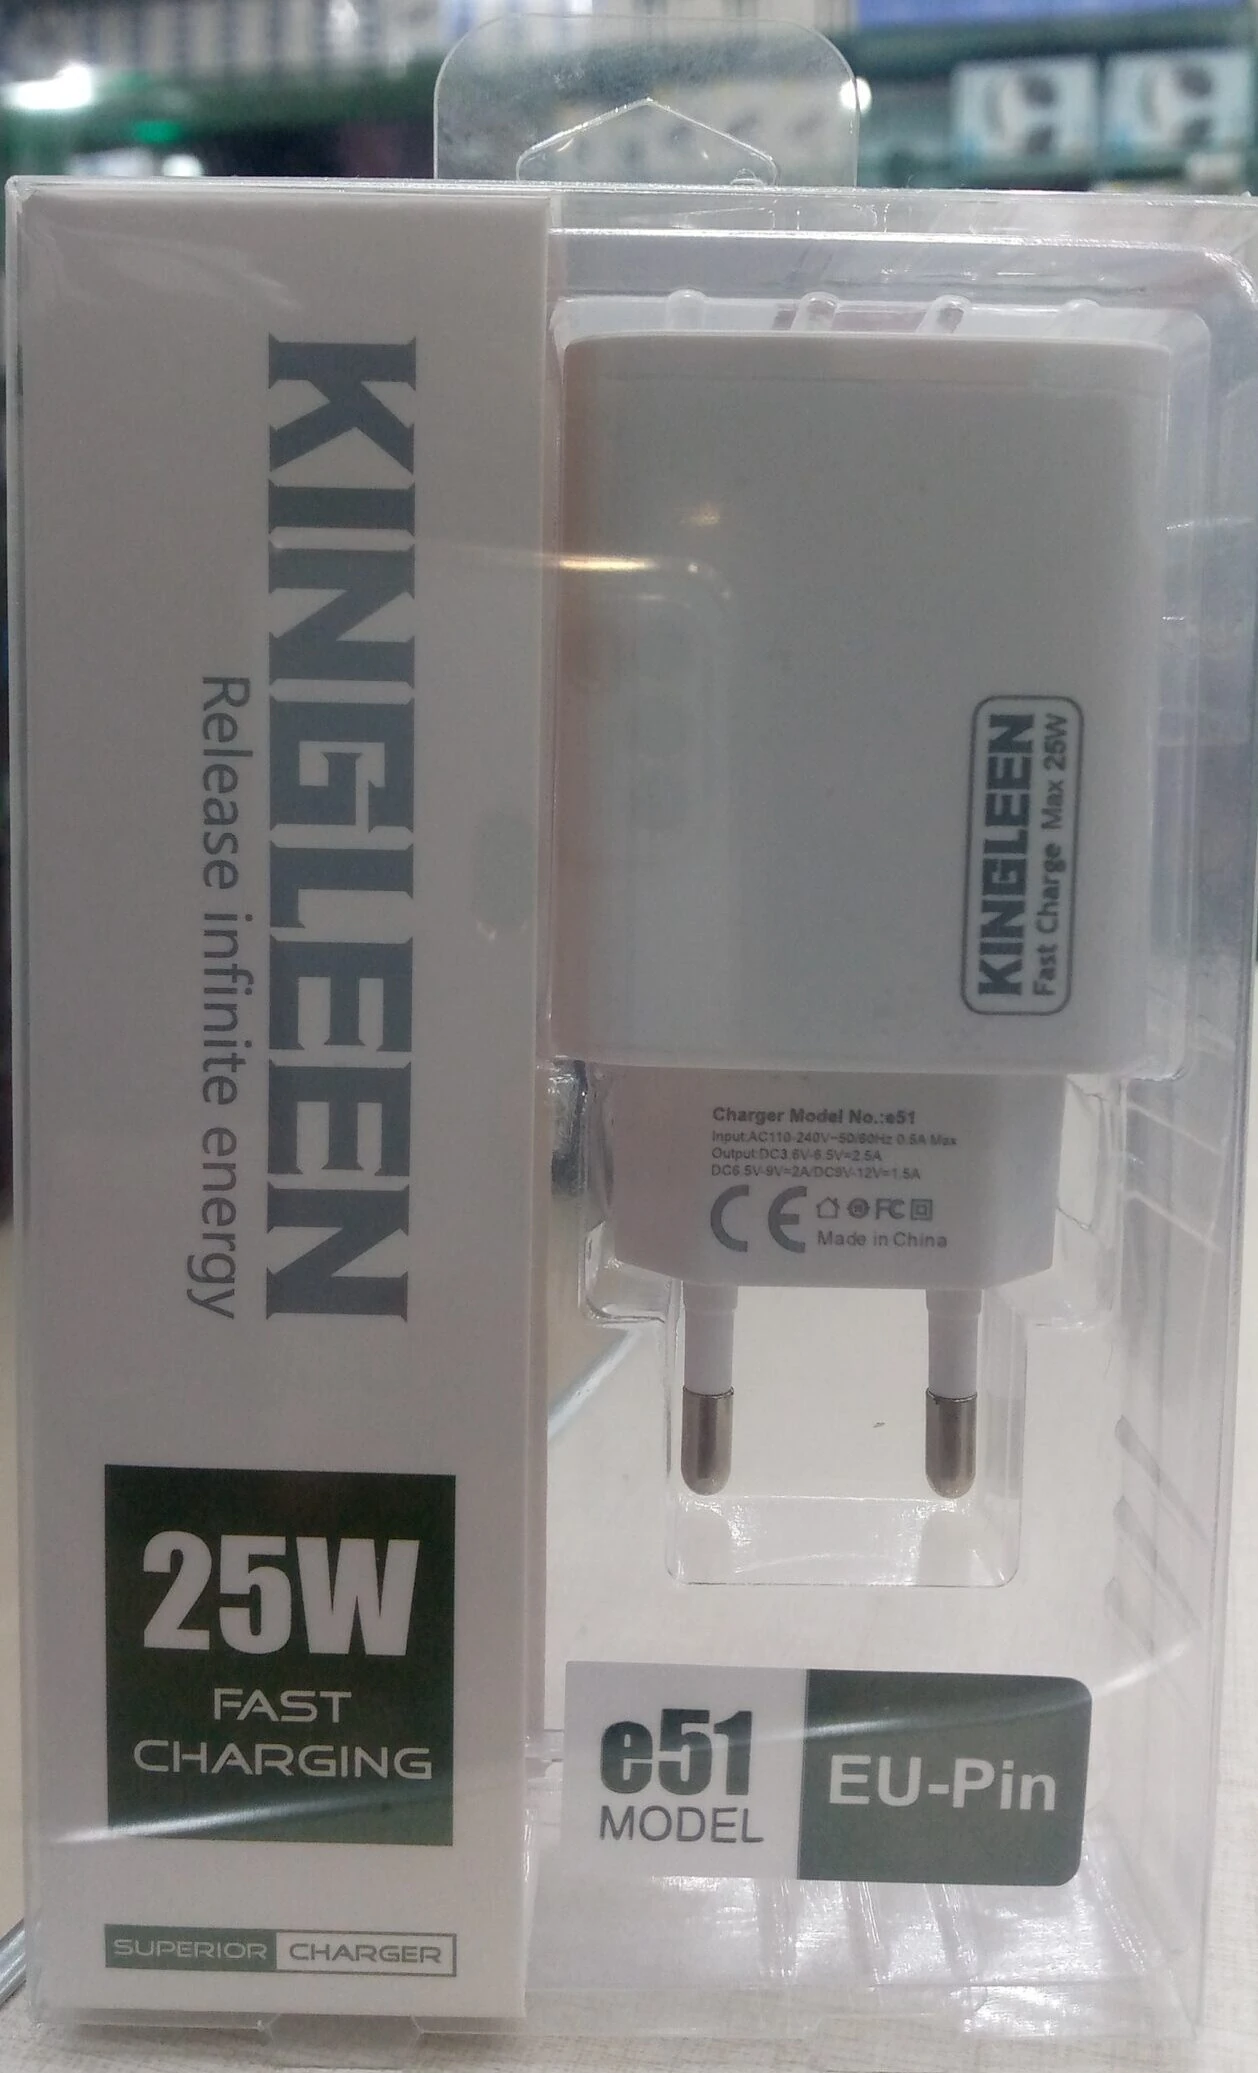 KINGLEEN
Release infinite energy
25W
FAST
CHARGING
SUPERIOR CHARGER
KINGLEEN
Fast Charge Max 25W
Charger Model No.:e51
Input:AC110-240V~50/60Hz 0.5A Max
Output:DC3.6V-6.5V=2.5A
DC6.5V-9V=2A/DC9V-12V=1.5A
CE FC
Made in China
e51
MODEL
EU-Pin